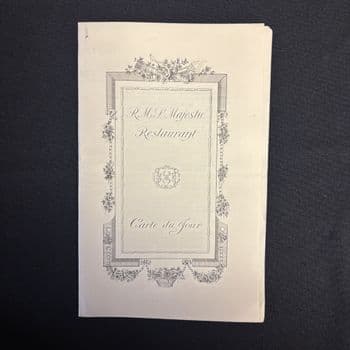 R.M.S. Majestic
Restaurant
Carte du Jour